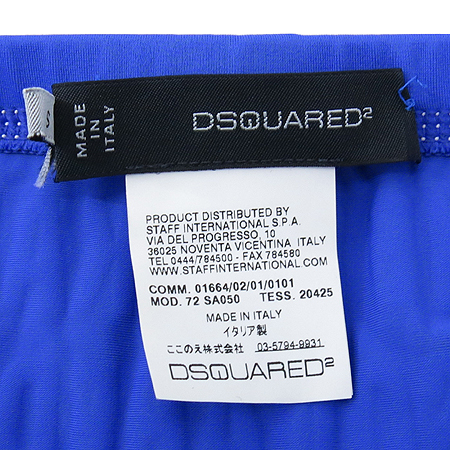 S
MADE
IN
ITALY
DSQUARED²
PRODUCT DISTRIBUTED BY
STAFF INTERNATIONAL S.P.A.
VIA DEL PROGRESSO, 10
36025 NOVENTA VICENTINA ITALY
TEL 0444/784500 - FAX 784580
WWW.STAFFINTERNATIONAL.COM
COMM. 01664/02/01/0101
MOD. 72 SA050 TESS. 20425
MADE IN ITALY
イタリア製
ここのえ株式会社 03-5794-9931
DSQUARED²